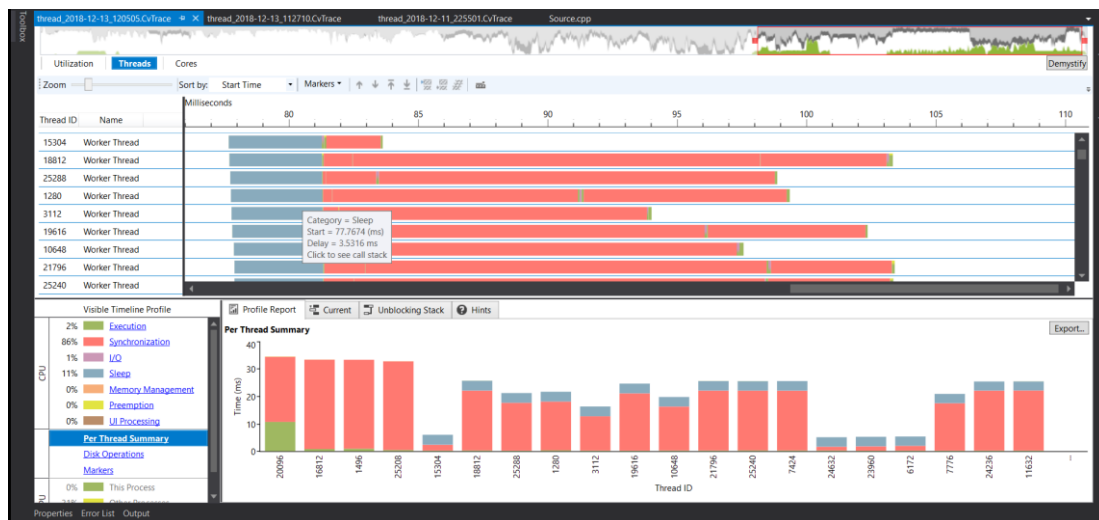 Toolbox
thread_2018-12-13_120505.CvTrace thread_2018-12-13_112710.CvTrace thread_2018-12-11_225501.CvTrace Source.cpp
Utilization Threads Cores
Demystify
Zoom Sort by: Start Time Markers
Milliseconds
Thread ID Name 80 85 90 95 100 105 110
15304 Worker Thread
18812 Worker Thread
25288 Worker Thread
1280 Worker Thread
3112 Worker Thread
19616 Worker Thread
10648 Worker Thread
21796 Worker Thread
25240 Worker Thread
Category = Sleep
Start = 77.7674 (ms)
Delay = 3.5316 ms
Click to see call stack
Visible Timeline Profile
CPU
2% Execution
86% Synchronization
1% I/O
11% Sleep
0% Memory Management
0% Preemption
0% UI Processing
Per Thread Summary
Disk Operations
Markers
0% This Process
Profile Report Current Unblocking Stack Hints
Per Thread Summary
Export...
Time (ms)
40
30
20
10
0
20096 16812 1496 25208 15304 18812 25288 1280 3112 19616 10648 21796 25240 7424 24632 23960 6172 7776 24236 11632
Thread ID
Properties Error List Output